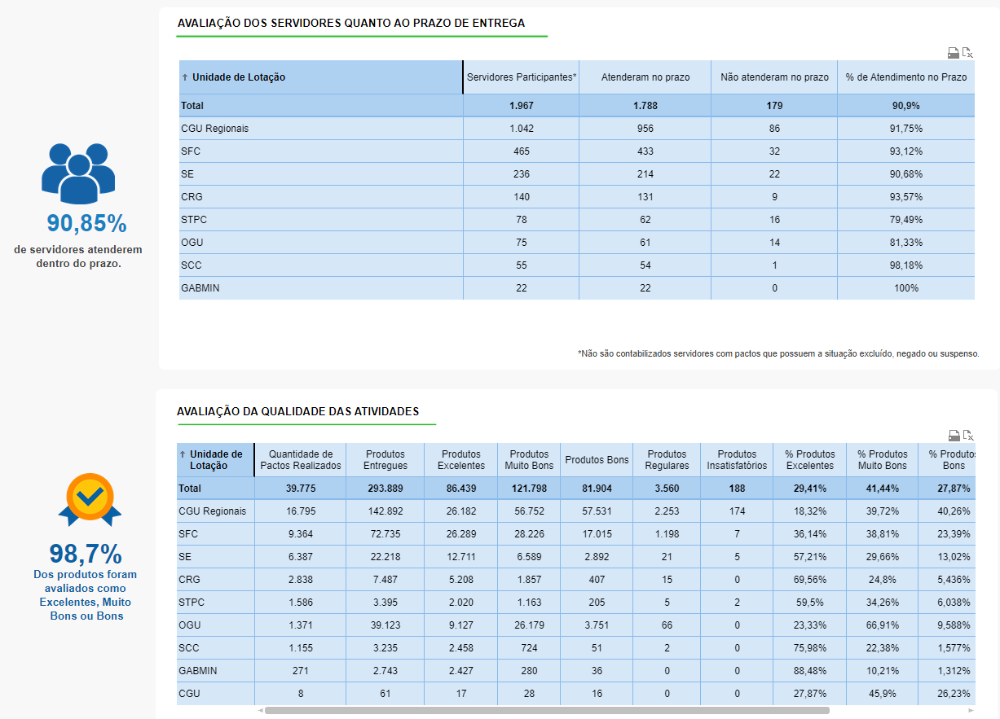 AVALIAÇÃO DOS SERVIDORES QUANTO AO PRAZO DE ENTREGA
↑ Unidade de Lotação Servidores Participantes* Atenderam no prazo Não atenderam no prazo % de Atendimento no Prazo
Total 1.967 1.788 179 90,9%
CGU Regionais 1.042 956 86 91,75%
SFC 465 433 32 93,12%
SE 236 214 22 90,68%
CRG 140 131 9 93,57%
STPC 78 62 16 79,49%
OGU 75 61 14 81,33%
SCC 55 54 1 98,18%
GABMIN 22 22 0 100%
90,85%
de servidores atenderem
dentro do prazo.
*Não são contabilizados servidores com pactos que possuem a situação excluído, negado ou suspenso.
AVALIAÇÃO DA QUALIDADE DAS ATIVIDADES
↑ Unidade de Quantidade de Produtos Produtos Produtos Produtos Bons Produtos Produtos % Produtos % Produtos % Produtos
Lotação Pactos Realizados Entregues Excelentes Muito Bons Regulares Insatisfatórios Excelentes Muito Bons Bons
Total 39.775 293.889 86.439 121.798 81.904 3.560 188 29,41% 41,44% 27,87%
CGU Regionais 16.795 142.892 26.182 56.752 57.531 2.253 174 18,32% 39,72% 40,26%
SFC 9.364 72.735 26.289 28.226 17.015 1.198 7 36,14% 38,81% 23,39%
SE 6.387 22.218 12.711 6.589 2.892 21 5 57,21% 29,66% 13,02%
CRG 2.838 7.487 5.208 1.857 407 15 0 69,56% 24,8% 5,436%
STPC 1.586 3.395 2.020 1.163 205 5 2 59,5% 34,26% 6,038%
OGU 1.371 39.123 9.127 26.179 3.751 66 0 23,33% 66,91% 9,588%
SCC 1.155 3.235 2.458 724 51 2 0 75,98% 22,38% 1,577%
GABMIN 271 2.743 2.427 280 36 0 0 88,48% 10,21% 1,312%
CGU 8 61 17 28 16 0 0 27,87% 45,9% 26,23%
98,7%
Dos produtos foram
avaliados como
Excelentes, Muito
Bons ou Bons